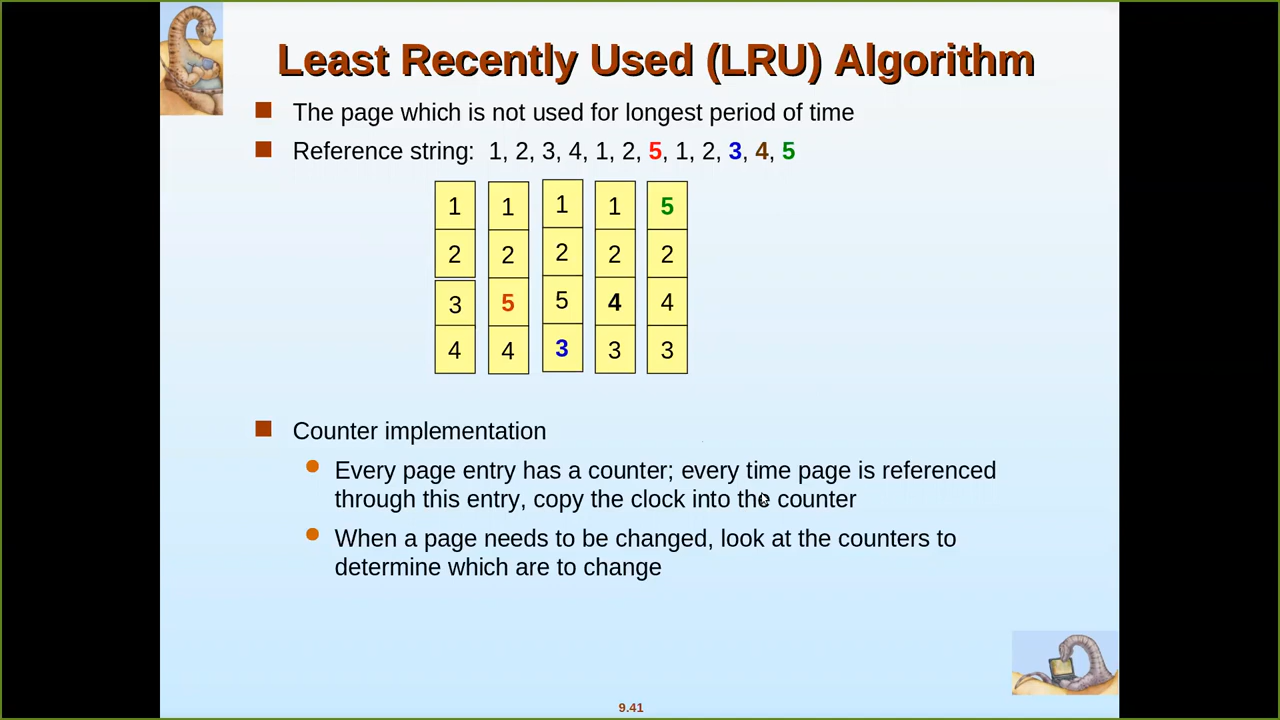 Least Recently Used (LRU) Algorithm
The page which is not used for longest period of time
Reference string: 1, 2, 3, 4, 1, 2, 5, 1, 2, 3, 4, 5
1 1 1 1 5
2 2 2 2 2
3 5 5 4 4
4 4 3 3 3
Counter implementation
Every page entry has a counter; every time page is referenced
through this entry, copy the clock into the counter
When a page needs to be changed, look at the counters to
determine which are to change
9.41